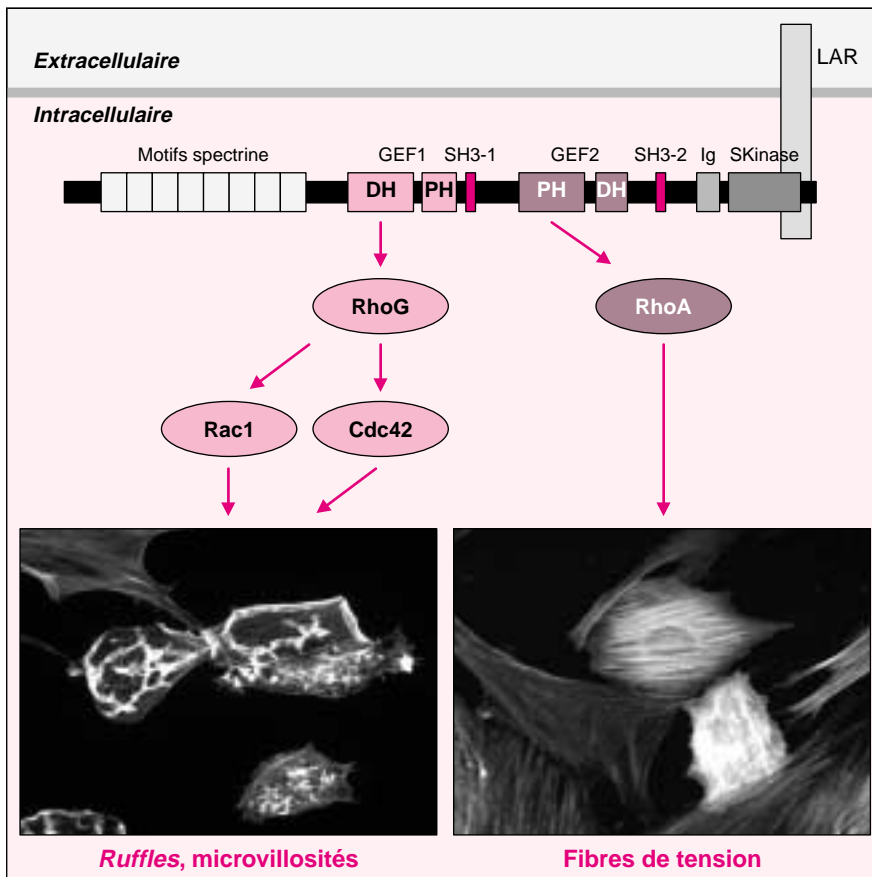 Extracellulaire
LAR
Intracellulaire
Motifs spectrine GEF1 SH3-1 GEF2 SH3-2 Ig SKinase
DH PH PH DH
RhoG RhoA
Rac1 Cdc42
Ruffles, microvillosités Fibres de tension